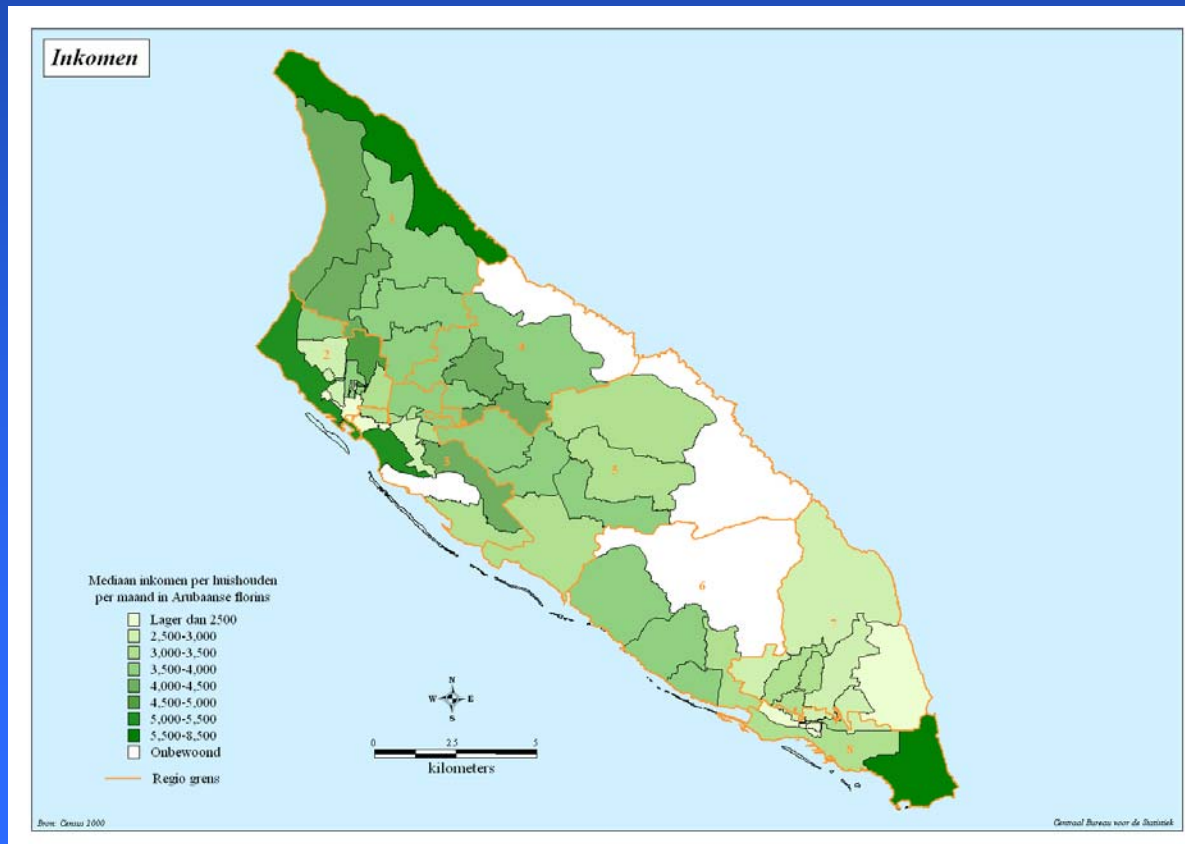 Inkomen
1
2
4
3
5
6
7
8
Mediaan inkomen per huishouden
per maand in Arubaanse florins
Lager dan 2500
2,500-3,000
3,000-3,500
3,500-4,000
4,000-4,500
4,500-5,000
5,000-5,500
5,500-8,500
Onbewoond
Regio grens
N
W E
S
0 2.5 5
kilometers
Bron: Census 2000
Centraal Bureau voor de Statistiek